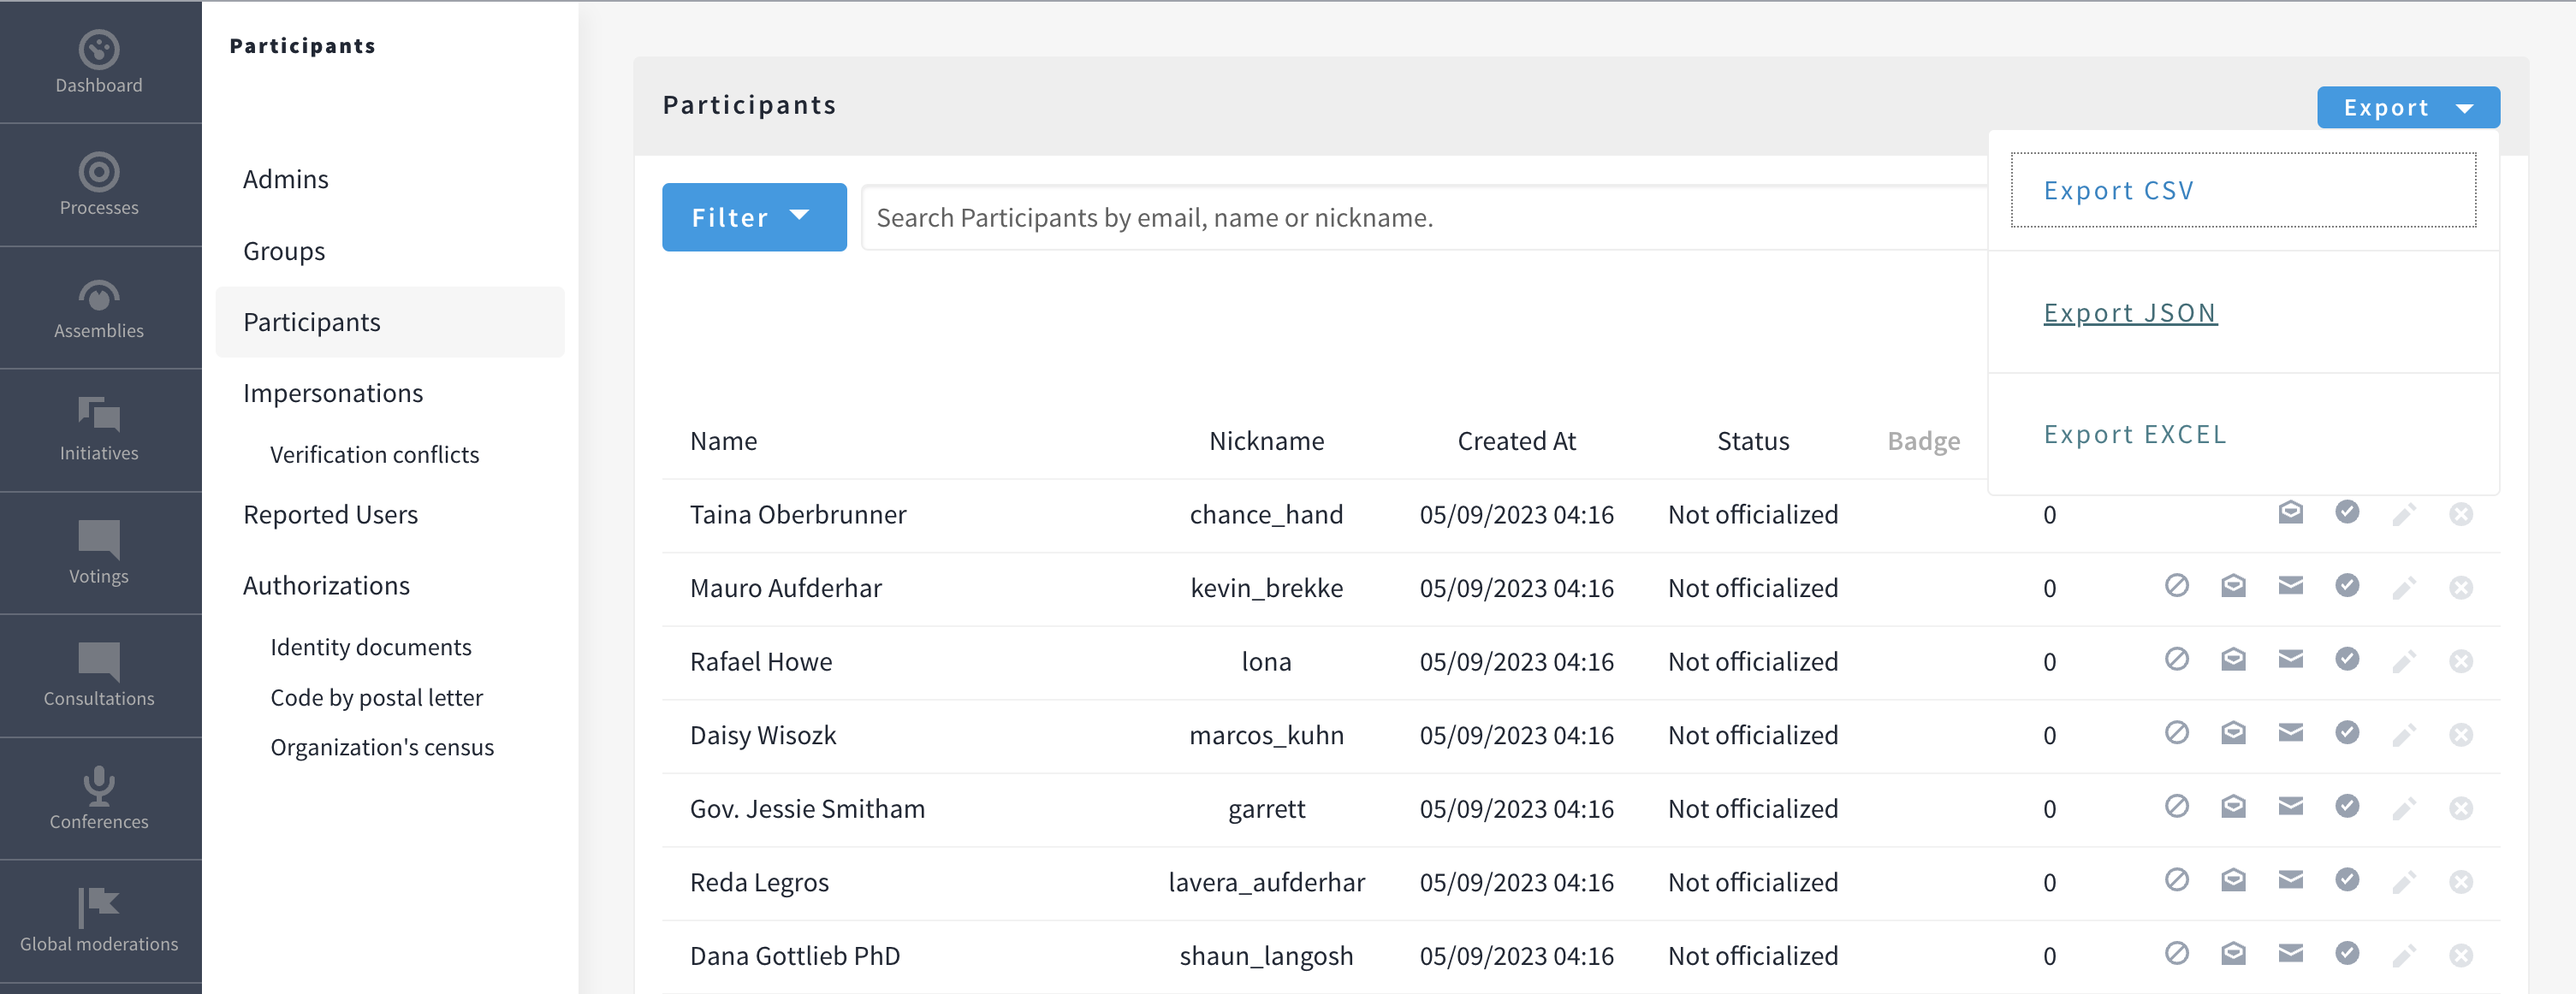 Dashboard
Processes
Assemblies
Initiatives
Votings
Consultations
Conferences
Global moderations
Participants
Admins
Groups
Participants
Impersonations
Verification conflicts
Reported Users
Authorizations
Identity documents
Code by postal letter
Organization's census
Participants
Export
Export CSV
Export JSON
Export EXCEL
Filter
Search Participants by email, name or nickname.
Name Nickname Created At Status Badge
Taina Oberbrunner chance_hand 05/09/2023 04:16 Not officialized 0
Mauro Aufderhar kevin_brekke 05/09/2023 04:16 Not officialized 0
Rafael Howe lona 05/09/2023 04:16 Not officialized 0
Daisy Wisozk marcos_kuhn 05/09/2023 04:16 Not officialized 0
Gov. Jessie Smitham garrett 05/09/2023 04:16 Not officialized 0
Reda Legros lavera_aufderhar 05/09/2023 04:16 Not officialized 0
Dana Gottlieb PhD shaun_langosh 05/09/2023 04:16 Not officialized 0